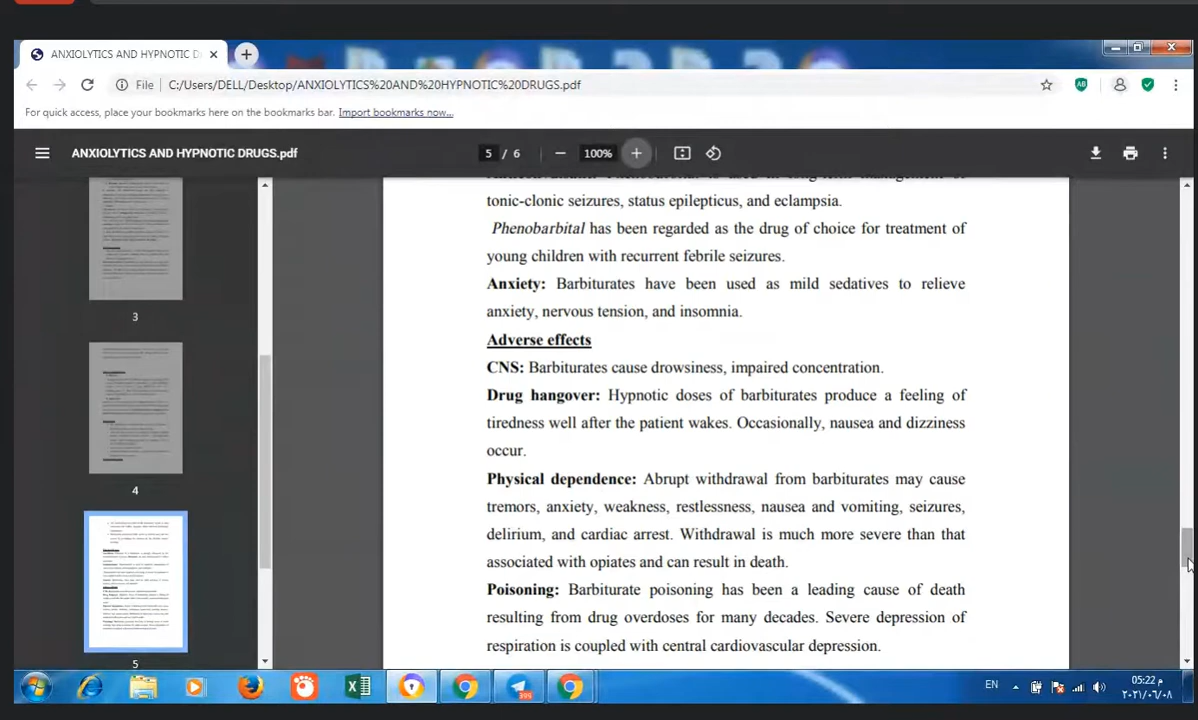 ANXIOLYTICS AND HYPNOTIC D
File
C:/Users/DELL/Desktop/ANXIOLYTICS%20AND%20HYPNOTIC%20DRUGS.pdf
For quick access, place your bookmarks here on the bookmarks bar. Import bookmarks now...
ANXIOLYTICS AND HYPNOTIC DRUGS.pdf
5 / 6
100%
3
4
5
tonic-clonic seizures, status epilepticus, and eclampsia.
Phenobarbital has been regarded as the drug of choice for treatment of
young children with recurrent febrile seizures.
Anxiety: Barbiturates have been used as mild sedatives to relieve
anxiety, nervous tension, and insomnia.
Adverse effects
CNS: Barbiturates cause drowsiness, impaired concentration.
Drug hangover: Hypnotic doses of barbiturates produce a feeling of
tiredness well after the patient wakes. Occasionally, nausea and dizziness
occur.
Physical dependence: Abrupt withdrawal from barbiturates may cause
tremors, anxiety, weakness, restlessness, nausea and vomiting, seizures,
delirium, and cardiac arrest. Withdrawal is much more severe than that
associated with opiates and can result in death.
Poisoning: Barbiturate poisoning has been a leading cause of death
resulting from drug overdoses for many decades. Severe depression of
respiration is coupled with central cardiovascular depression.
EN
05:22 م
٢٠٢١/٠٦/٠٨